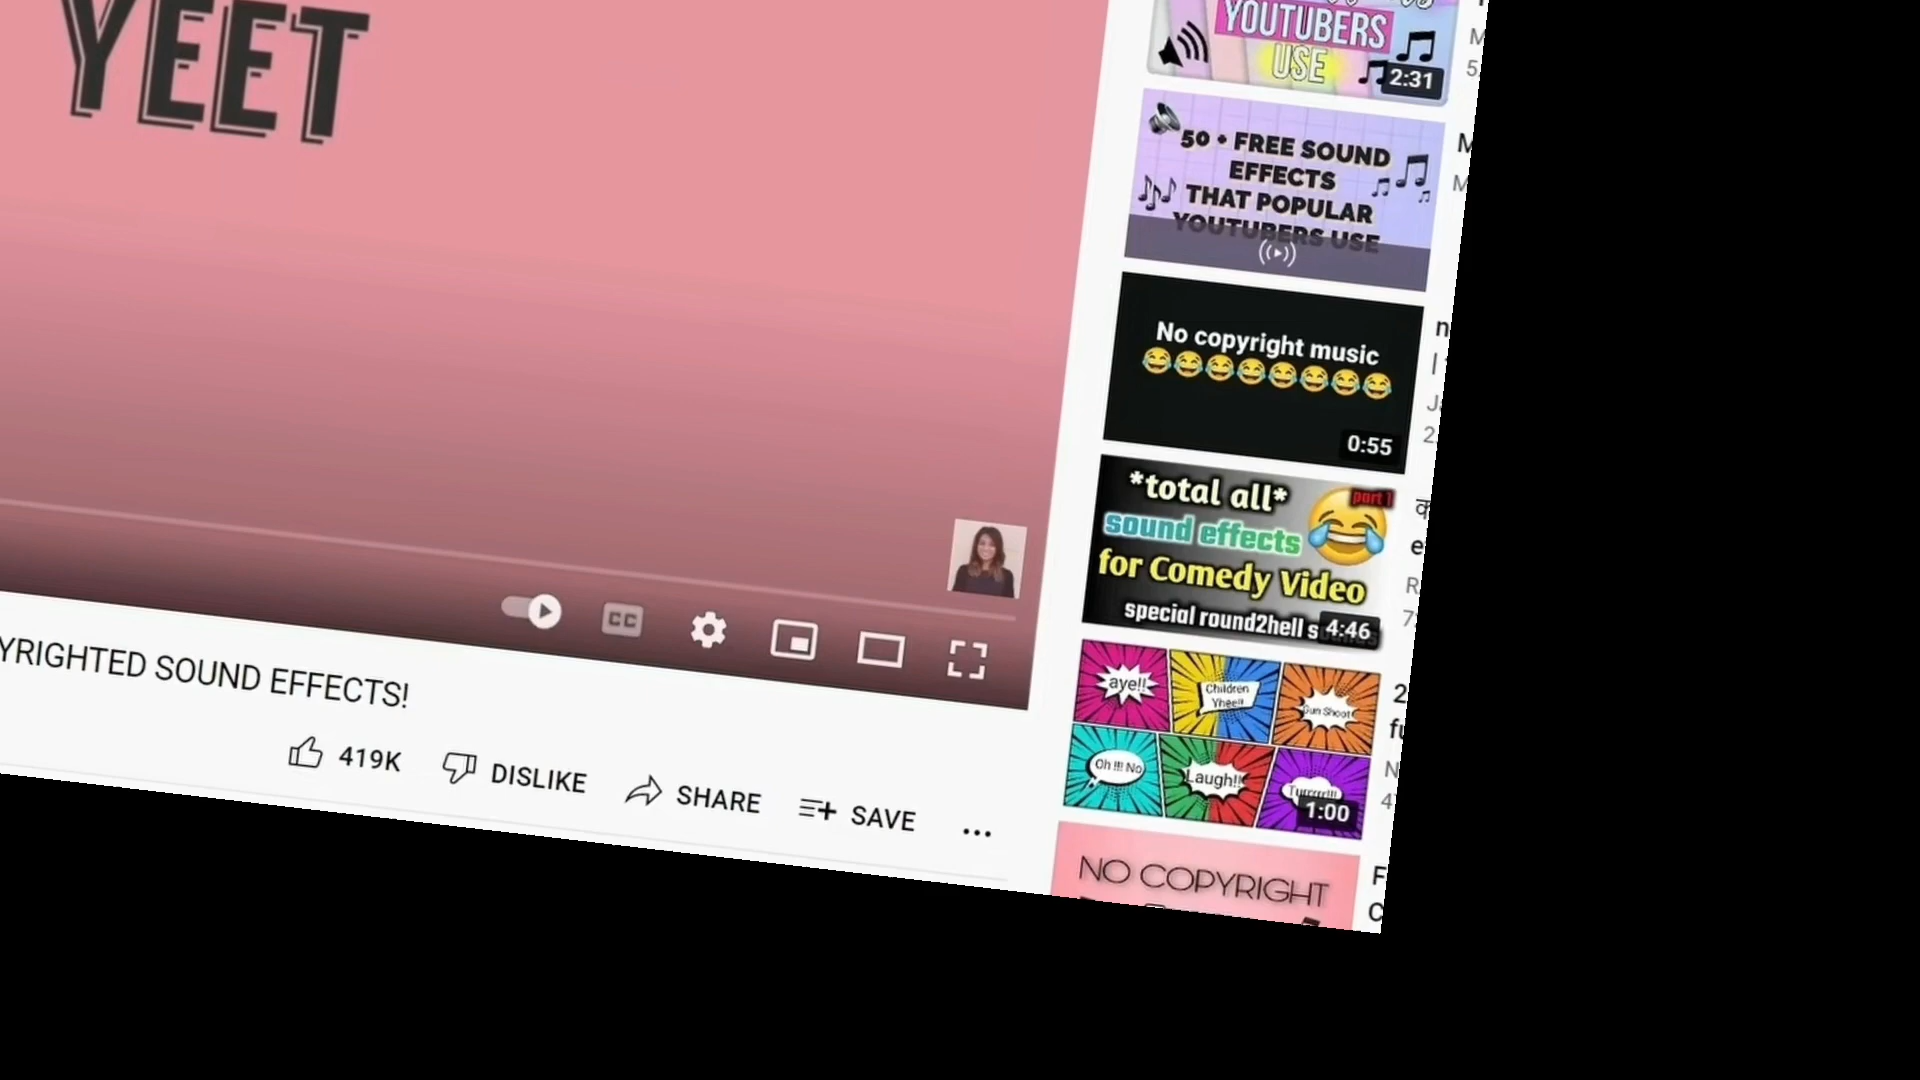 YEET
YRIGHTED SOUND EFFECTS!
419K
DISLIKE
SHARE
SAVE
YOUTUBERS
USE
2:31
50 + FREE SOUND
EFFECTS
THAT POPULAR
YOUTUBERS USE
No copyright music
😂😂😂😂😂😂😂😂
0:55
*total all*
part 1
sound effects
for Comedy Video
special round2hell s
4:46
aye!!
Children
Yhee!!
Gun Shoot
Oh !!! No
Laugh!!
1:00
NO COPYRIGHT
CC